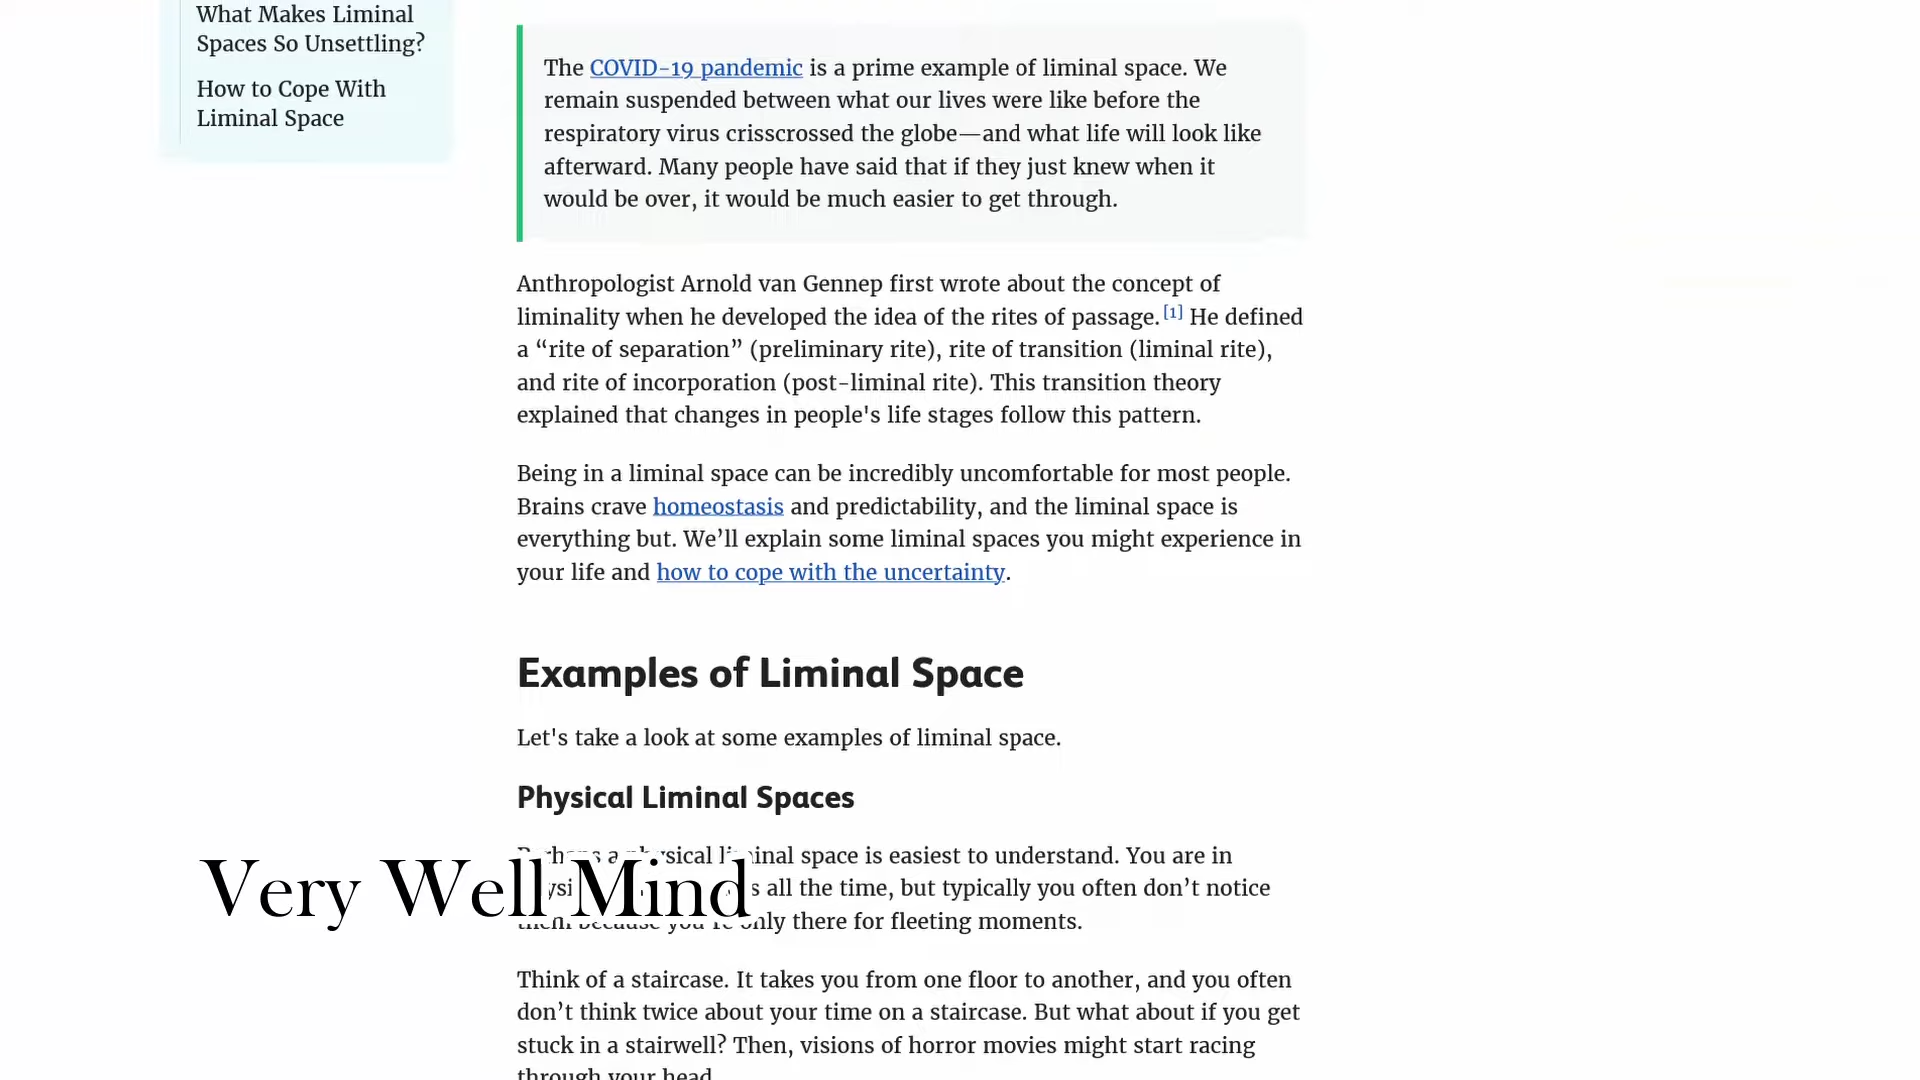 What Makes Liminal
Spaces So Unsettling?
How to Cope With
Liminal Space
The COVID-19 pandemic is a prime example of liminal space. We
remain suspended between what our lives were like before the
respiratory virus crisscrossed the globe—and what life will look like
afterward. Many people have said that if they just knew when it
would be over, it would be much easier to get through.
Anthropologist Arnold van Gennep first wrote about the concept of
liminality when he developed the idea of the rites of passage.[1] He defined
a “rite of separation” (preliminary rite), rite of transition (liminal rite),
and rite of incorporation (post-liminal rite). This transition theory
explained that changes in people's life stages follow this pattern.
Being in a liminal space can be incredibly uncomfortable for most people.
Brains crave homeostasis and predictability, and the liminal space is
everything but. We’ll explain some liminal spaces you might experience in
your life and how to cope with the uncertainty.
Examples of Liminal Space
Let's take a look at some examples of liminal space.
Physical Liminal Spaces
Perhaps a physical liminal space is easiest to understand. You are in
all the time, but typically you often don’t notice
them because you’re only there for fleeting moments.
Very Well Mind
Think of a staircase. It takes you from one floor to another, and you often
don’t think twice about your time on a staircase. But what about if you get
stuck in a stairwell? Then, visions of horror movies might start racing
through your head.